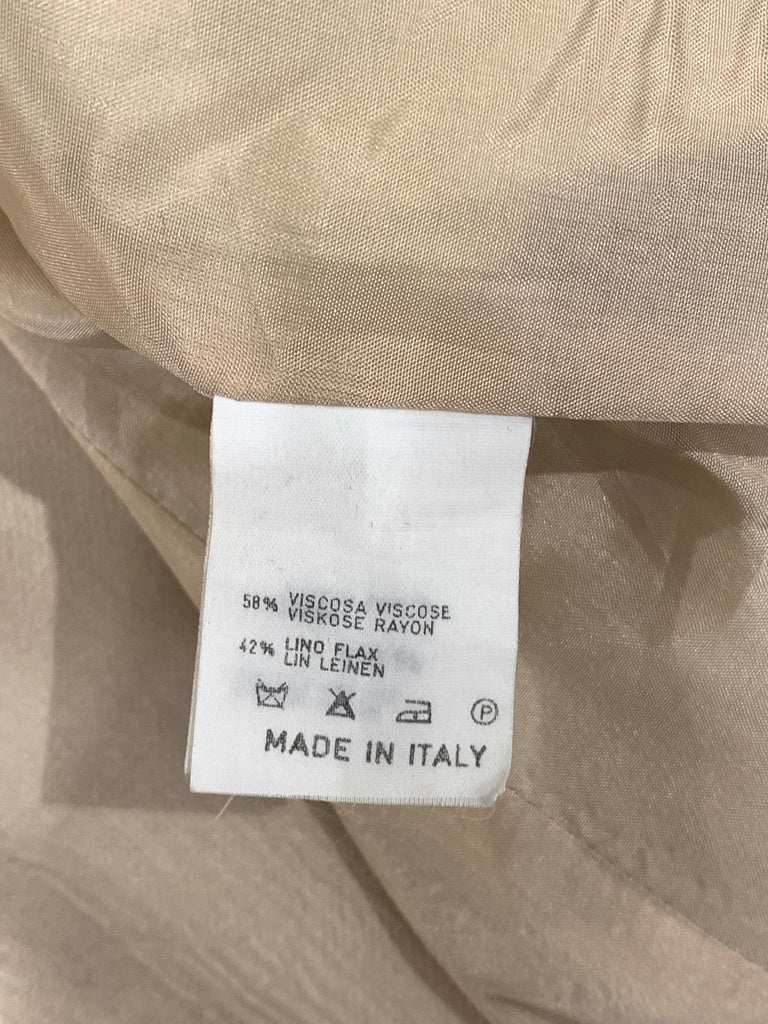 58% VISCOSA VISCOSE
VISKOSE RAYON
42% LINO FLAX
LIN LEINEN
P
MADE IN ITALY